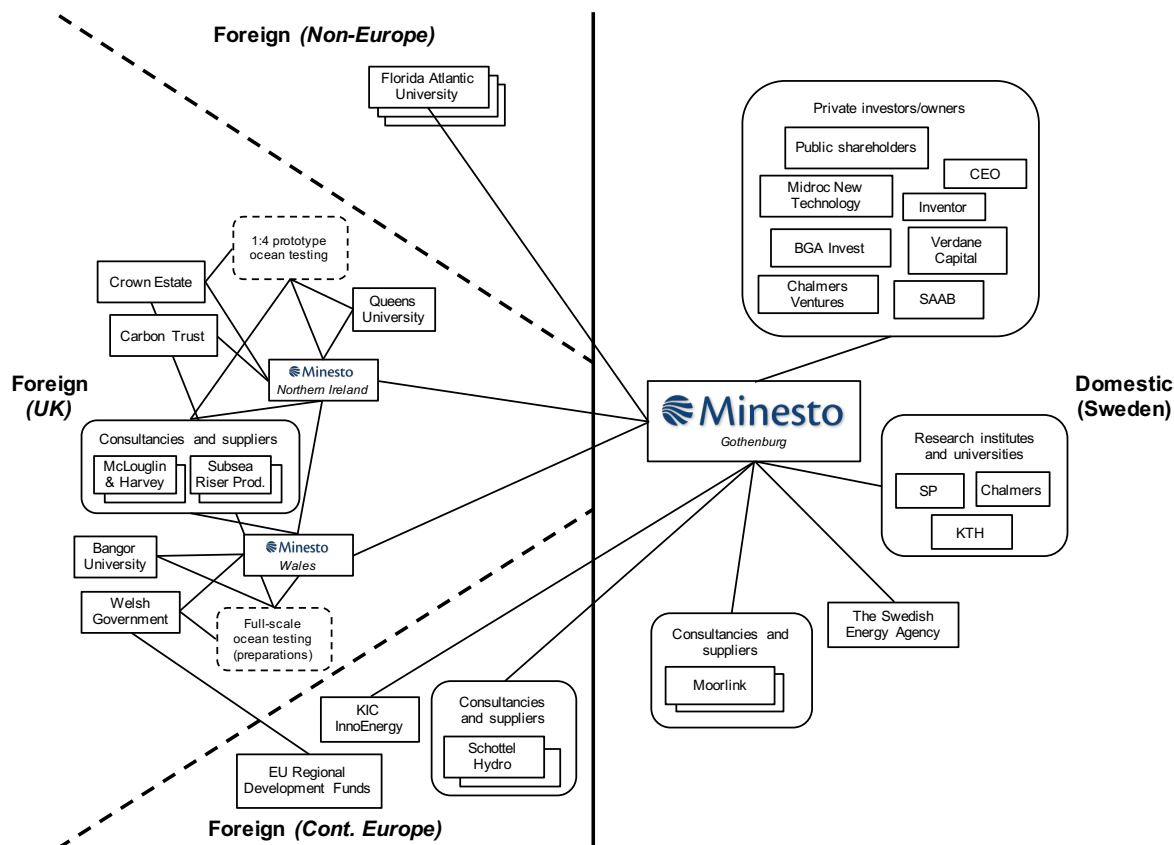 Foreign (Non-Europe)
Florida Atlantic
University
Private investors/owners
Public shareholders
CEO
Midroc New
Technology
Inventor
BGA Invest
Verdane
Capital
Chalmers
Ventures
SAAB
1:4 prototype
ocean testing
Crown Estate
Queens
University
Carbon Trust
Minesto
Northern Ireland
Foreign
(UK)
Consultancies and suppliers
McLouglin
& Harvey
Subsea
Riser Prod.
Minesto
Gothenburg
Domestic
(Sweden)
Research institutes
and universities
SP
Chalmers
KTH
Bangor
University
Minesto
Wales
Welsh
Government
Full-scale
ocean testing
(preparations)
The Swedish
Energy Agency
Consultancies and
suppliers
Moorlink
KIC
InnoEnergy
Consultancies
and suppliers
Schottel
Hydro
EU Regional
Development Funds
Foreign (Cont. Europe)